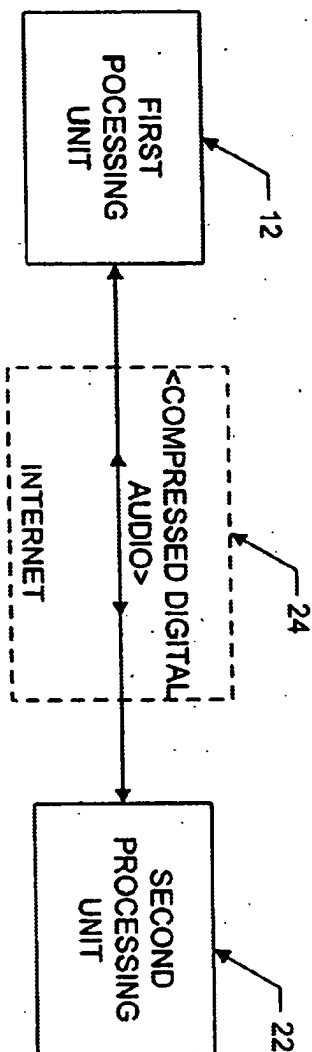 12
FIRST
POCESSING
UNIT
24
<COMPRESSED DIGITAL
AUDIO>
INTERNET
22
SECOND
PROCESSING
UNIT